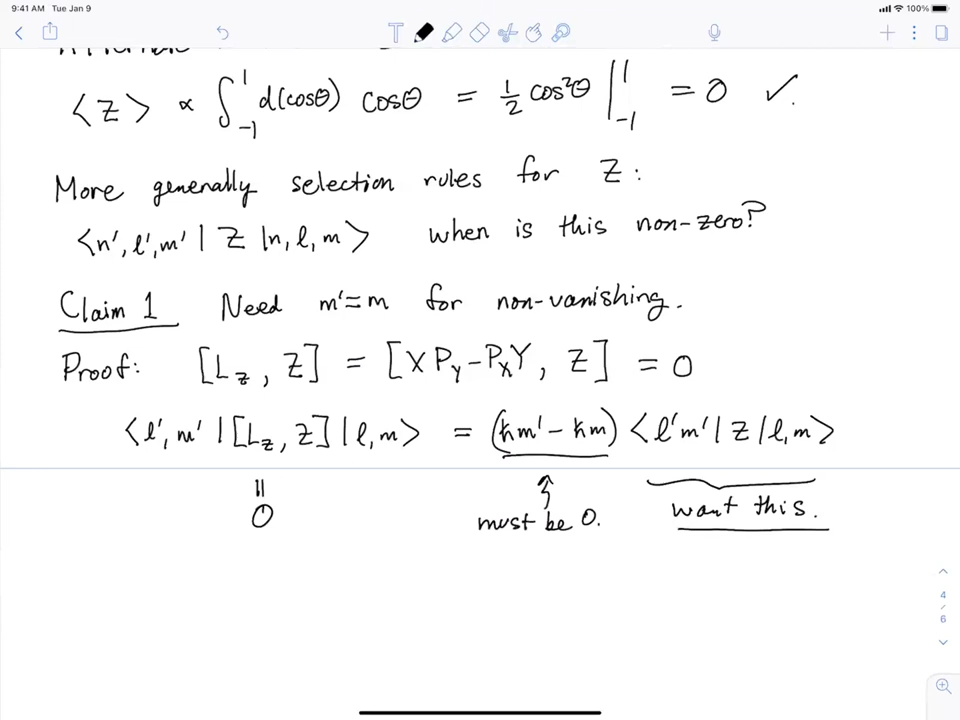 9:41 AM Tue Jan 9
100%
⟨Z⟩ ∝ ∫₋₁¹ d(cosθ) cosθ = ½ cos²θ |₋₁¹ = 0 ✓.
More generally selection rules for Z:
⟨n', l', m' | Z | n, l, m⟩ when is this non-zero?
Claim 1 Need m'=m for non-vanishing.
Proof: [L_z, Z] = [X P_y - P_x Y, Z] = 0
⟨l', m' | [L_z, Z] | l, m⟩ = (ħm' - ħm) ⟨l' m' | Z | l, m⟩
||
0
must be 0.
want this.
4
/
6